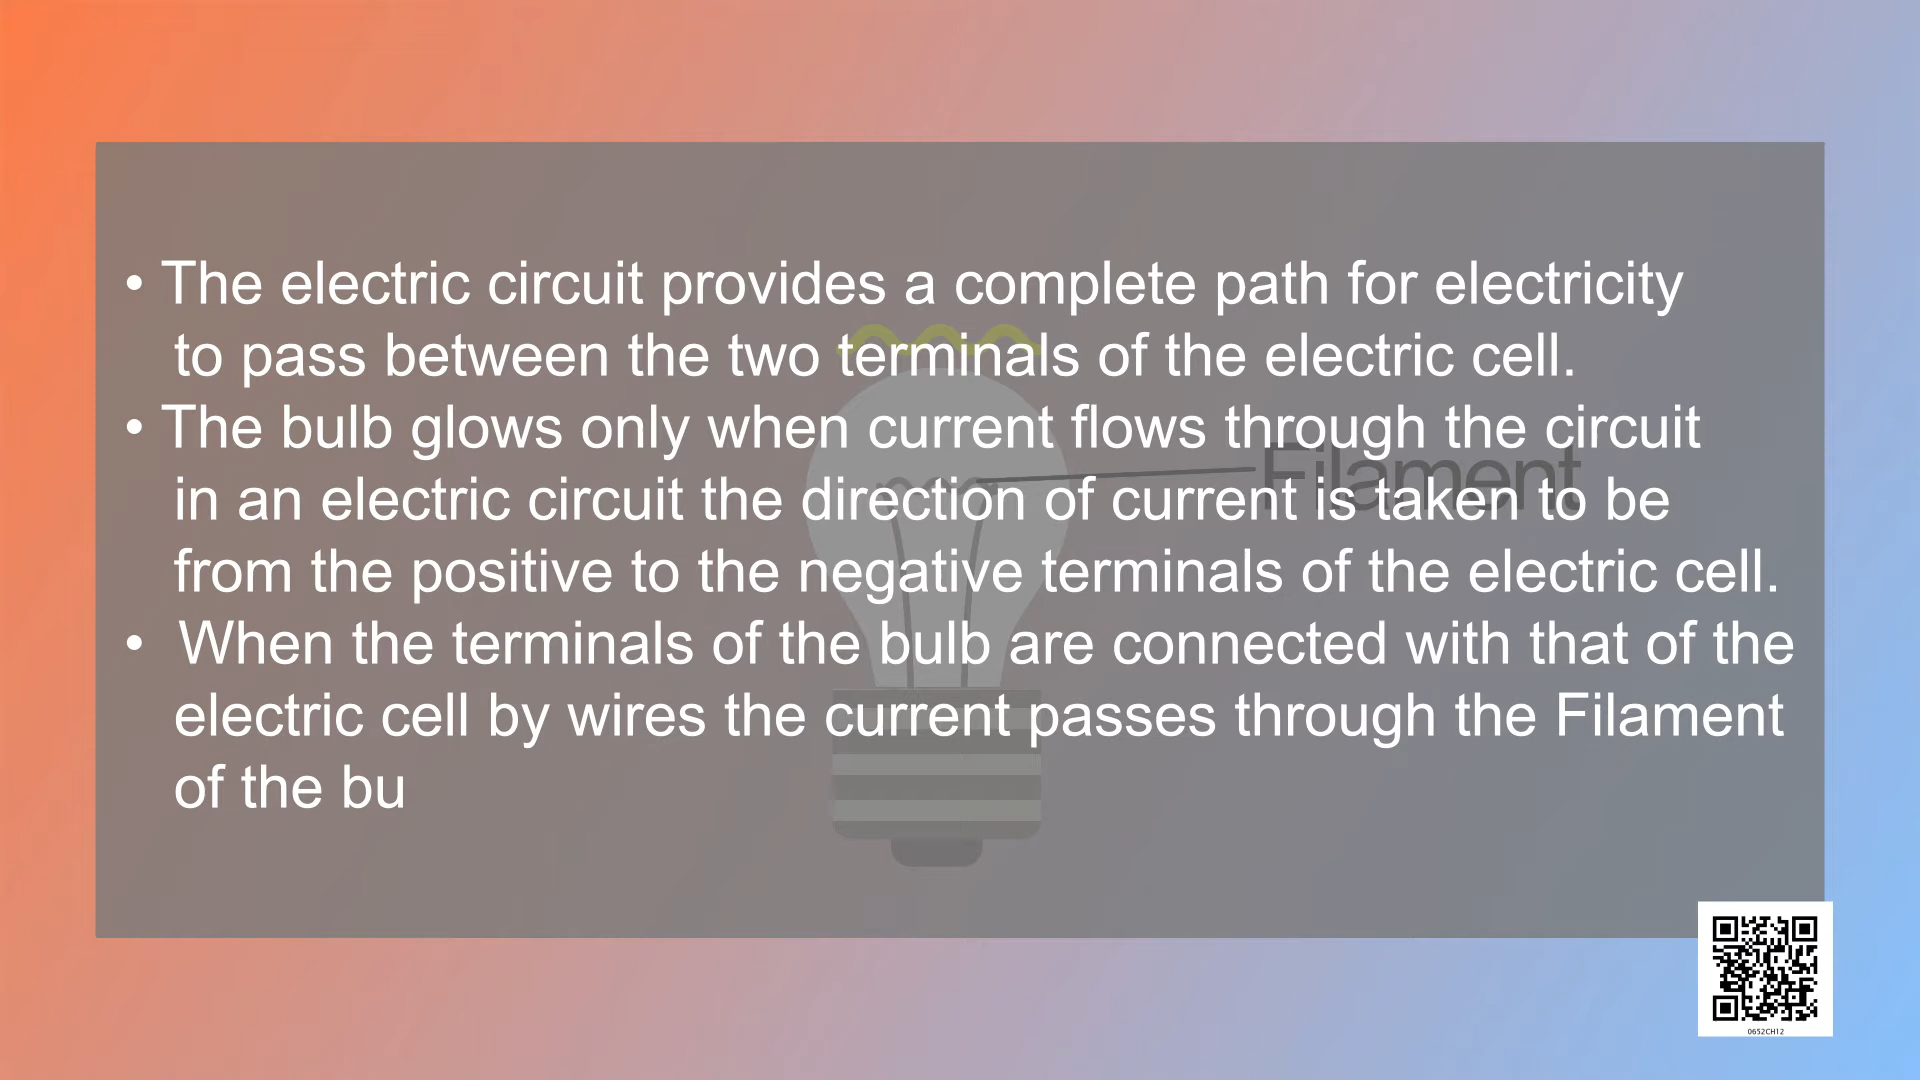 • The electric circuit provides a complete path for electricity
to pass between the two terminals of the electric cell.
• The bulb glows only when current flows through the circuit
Filament
in an electric circuit the direction of current is taken to be
from the positive to the negative terminals of the electric cell.
• When the terminals of the bulb are connected with that of the
electric cell by wires the current passes through the Filament
of the bu
0652CH12